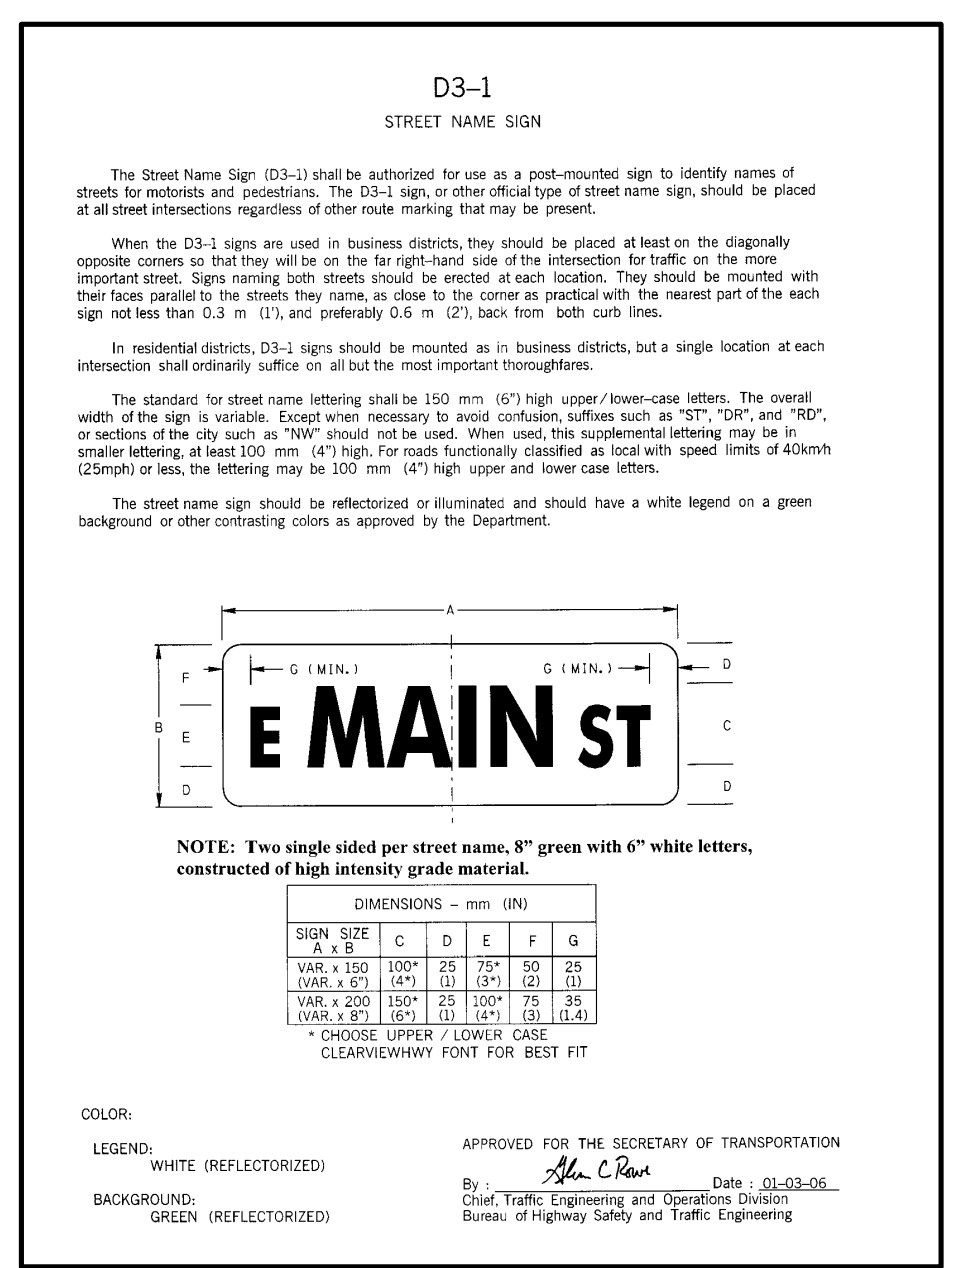 D3–1
STREET NAME SIGN
The Street Name Sign (D3–1) shall be authorized for use as a post–mounted sign to identify names of
streets for motorists and pedestrians. The D3–1 sign, or other official type of street name sign, should be placed
at all street intersections regardless of other route marking that may be present.
When the D3–1 signs are used in business districts, they should be placed at least on the diagonally
opposite corners so that they will be on the far right–hand side of the intersection for traffic on the more
important street. Signs naming both streets should be erected at each location. They should be mounted with
their faces parallel to the streets they name, as close to the corner as practical with the nearest part of the each
sign not less than 0.3 m (1'), and preferably 0.6 m (2'), back from both curb lines.
In residential districts, D3–1 signs should be mounted as in business districts, but a single location at each
intersection shall ordinarily suffice on all but the most important thoroughfares.
The standard for street name lettering shall be 150 mm (6") high upper/lower–case letters. The overall
width of the sign is variable. Except when necessary to avoid confusion, suffixes such as "ST", "DR", and "RD",
or sections of the city such as "NW" should not be used. When used, this supplemental lettering may be in
smaller lettering, at least 100 mm (4") high. For roads functionally classified as local with speed limits of 40km/h
(25mph) or less, the lettering may be 100 mm (4") high upper and lower case letters.
The street name sign should be reflectorized or illuminated and should have a white legend on a green
background or other contrasting colors as approved by the Department.
A
F G (MIN.) G (MIN.) D
B E E MAIN ST C
D D
NOTE: Two single sided per street name, 8” green with 6” white letters,
constructed of high intensity grade material.
DIMENSIONS – mm (IN)
SIGN SIZE
A x B C D E F G
VAR. x 150 100* 25 75* 50 25
(VAR. x 6") (4*) (1) (3*) (2) (1)
VAR. x 200 150* 25 100* 75 35
(VAR. x 8") (6*) (1) (4*) (3) (1.4)
* CHOOSE UPPER / LOWER CASE
CLEARVIEWHWY FONT FOR BEST FIT
COLOR:
LEGEND:
WHITE (REFLECTORIZED)
BACKGROUND:
GREEN (REFLECTORIZED)
APPROVED FOR THE SECRETARY OF TRANSPORTATION
By : Glenn C Rowe Date : 01–03–06
Chief, Traffic Engineering and Operations Division
Bureau of Highway Safety and Traffic Engineering